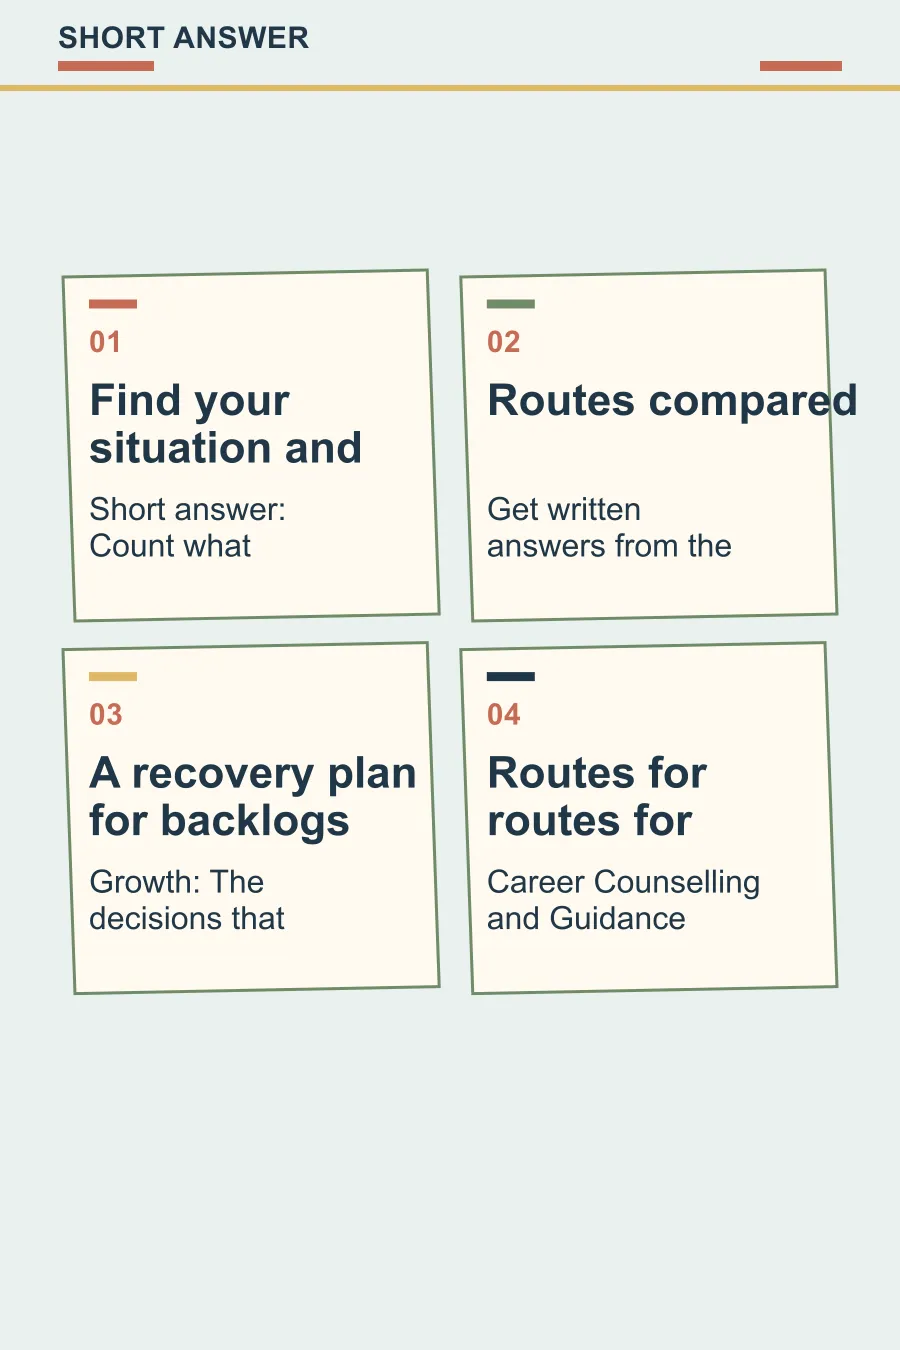 SHORT ANSWER
01
Find your
situation and
Short answer:
Count what
02
Routes compared
Get written
answers from the
03
A recovery plan
for backlogs
Growth: The
decisions that
04
Routes for
routes for
Career Counselling
and Guidance